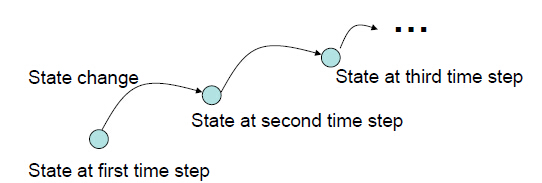 ...
State change
State at third time step
State at second time step
State at first time step